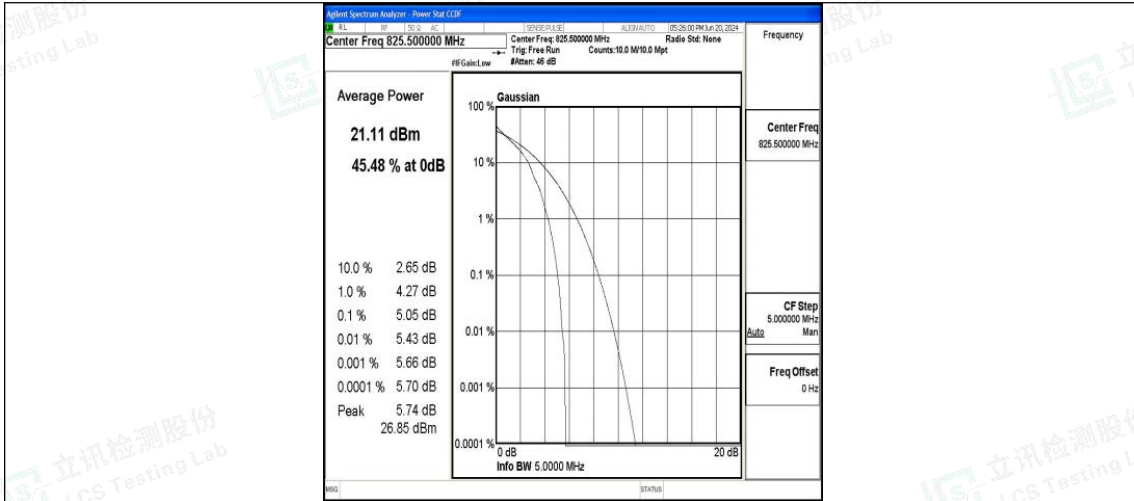 Agilent Spectrum Analyzer - Power Stat CCDF
RL RF 50 Ω AC SENSE:PULSE ALIGN AUTO 05:26:00 PM Jun 20, 2024
Center Freq 825.500000 MHz
Center Freq: 825.500000 MHz
Radio Std: None
Trig: Free Run
Counts:10.0 M/10.0 Mpt
#IFGain:Low
#Atten: 46 dB
Frequency
Average Power
21.11 dBm
45.48 % at 0dB
10.0 % 2.65 dB
1.0 % 4.27 dB
0.1 % 5.05 dB
0.01 % 5.43 dB
0.001 % 5.66 dB
0.0001 % 5.70 dB
Peak 5.74 dB
26.85 dBm
Gaussian
100 %
10 %
1 %
0.1 %
0.01 %
0.001 %
0.0001 %
0 dB
20 dB
Info BW 5.0000 MHz
Center Freq
825.500000 MHz
CF Step
5.000000 MHz
Auto Man
Freq Offset
0 Hz
MSG
STATUS
立讯检测股份
LCS Testing Lab
立讯检测股份